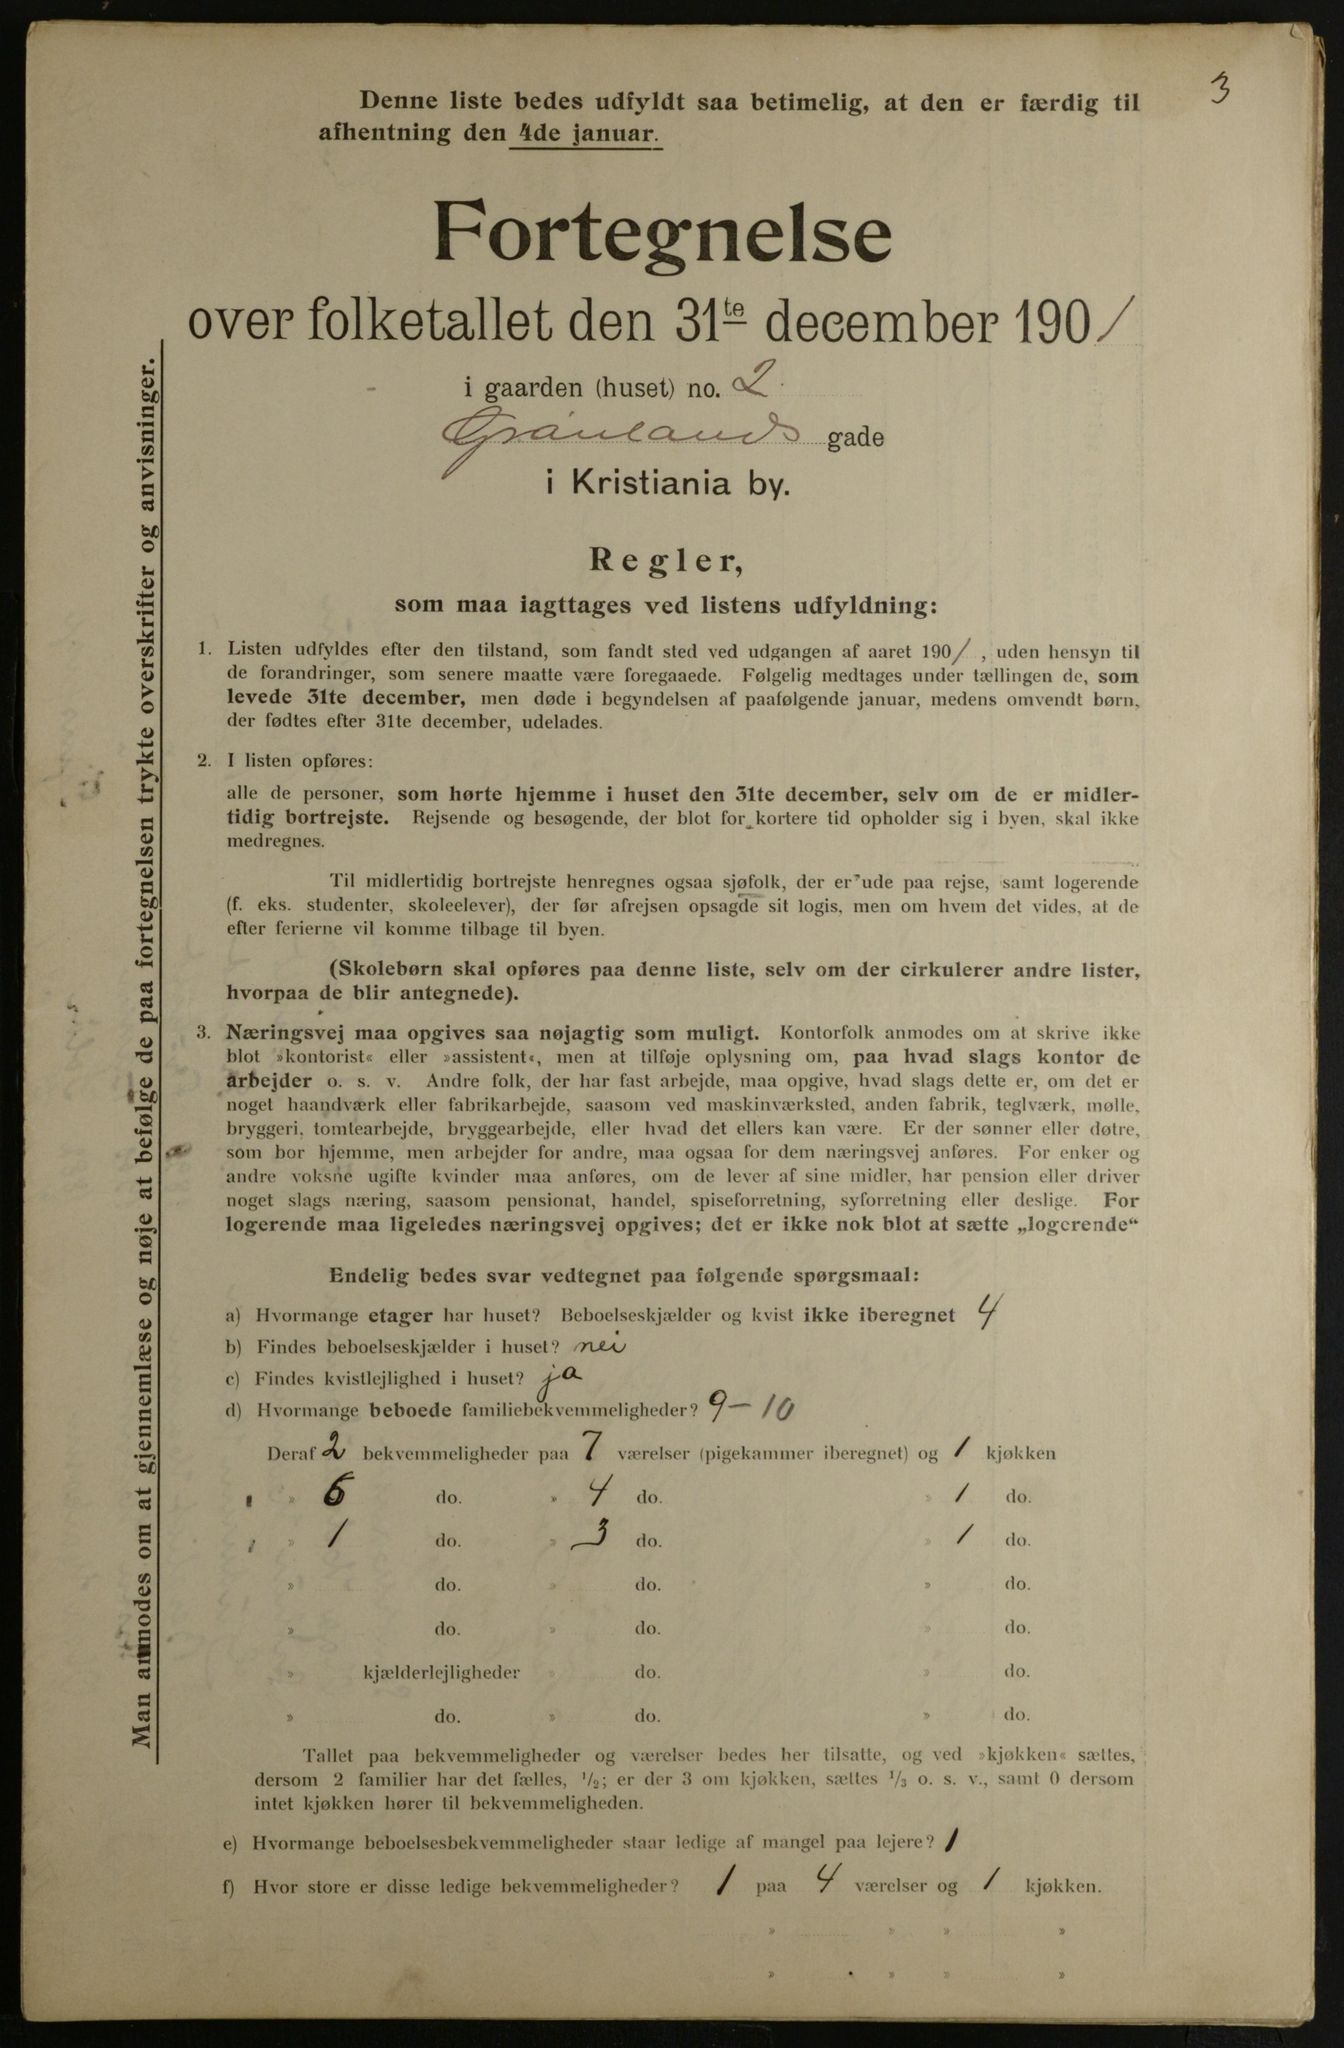 3
Denne liste bedes udfyldt saa betimelig, at den er færdig til
afhentning den 4de januar.
Fortegnelse
over folketallet den 31te december 1901
i gaarden (huset) no. 2
Grønlands gade
i Kristiania by.
Regler,
som maa iagttages ved listens udfyldning:
1. Listen udfyldes efter den tilstand, som fandt sted ved udgangen af aaret 190/ , uden hensyn til
de forandringer, som senere maatte være foregaaede. Følgelig medtages under tællingen de, som
levede 31te december, men døde i begyndelsen af paafølgende januar, medens omvendt børn,
der fødtes efter 31te december, udelades.
2. I listen opføres:
alle de personer, som hørte hjemme i huset den 31te december, selv om de er midler-
tidig bortrejste. Rejsende og besøgende, der blot for kortere tid opholder sig i byen, skal ikke
medregnes.
Til midlertidig bortrejste henregnes ogsaa sjøfolk, der er ude paa rejse, samt logerende
(f. eks. studenter, skoleelever), der før afrejsen opsagde sit logis, men om hvem det vides, at de
efter ferierne vil komme tilbage til byen.
(Skolebørn skal opføres paa denne liste, selv om der cirkulerer andre lister,
hvorpaa de blir antegnede).
3. Næringsvej maa opgives saa nøjagtig som muligt. Kontorfolk anmodes om at skrive ikke
blot »kontorist« eller »assistent«, men at tilføje oplysning om, paa hvad slags kontor de
arbejder o. s. v. Andre folk, der har fast arbejde, maa opgive, hvad slags dette er, om det er
noget haandværk eller fabrikarbejde, saasom ved maskinværksted, anden fabrik, teglværk, mølle,
bryggeri, tomtearbejde, bryggearbejde, eller hvad det ellers kan være. Er der sønner eller døtre,
som bor hjemme, men arbejder for andre, maa ogsaa for dem næringsvej anføres. For enker og
andre voksne ugifte kvinder maa anføres, om de lever af sine midler, har pension eller driver
noget slags næring, saasom pensionat, handel, spiseforretning, syforretning eller deslige. For
logerende maa ligeledes næringsvej opgives; det er ikke nok blot at sætte „logerende“
Endelig bedes svar vedtegnet paa følgende spørgsmaal:
a) Hvormange etager har huset? Beboelseskjælder og kvist ikke iberegnet 4
b) Findes beboelseskjælder i huset? nei
c) Findes kvistlejlighed i huset? ja
d) Hvormange beboede familiebekvemmeligheder? 9–10
Deraf 2 bekvemmeligheder paa 7 værelser (pigekammer iberegnet) og 1 kjøkken
» 6 do. » 4 do. » 1 do.
» 1 do. » 3 do. » 1 do.
» do. » do. » do.
» do. » do. » do.
» kjælderlejligheder » do. » do.
» do. » do. » do.
Tallet paa bekvemmeligheder og værelser bedes her tilsatte, og ved »kjøkken« sættes,
dersom 2 familier har det fælles, 1/2; er der 3 om kjøkken, sættes 1/3 o. s. v., samt 0 dersom
intet kjøkken hører til bekvemmeligheden.
e) Hvormange beboelsesbekvemmeligheder staar ledige af mangel paa lejere? 1
f) Hvor store er disse ledige bekvemmeligheder? 1 paa 4 værelser og 1 kjøkken.
» » » »
» » » »
Man anmodes om at gjennemlæse og nøje at befølge de paa fortegnelsen trykte overskrifter og anvisninger.